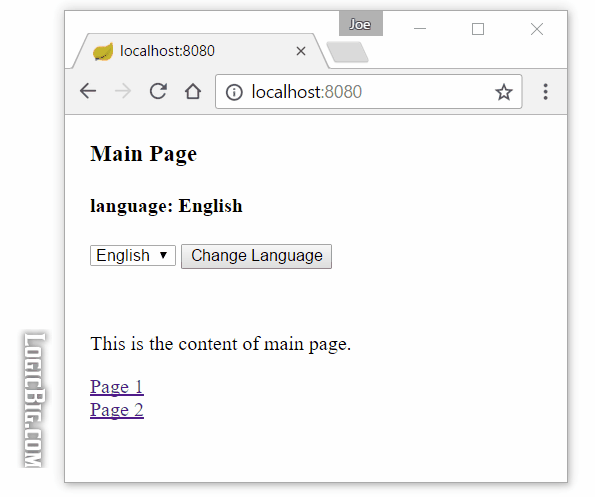 Joe
localhost:8080
localhost:8080
Main Page
language: English
English Change Language
This is the content of main page.
Page 1
Page 2
LogicBig.com